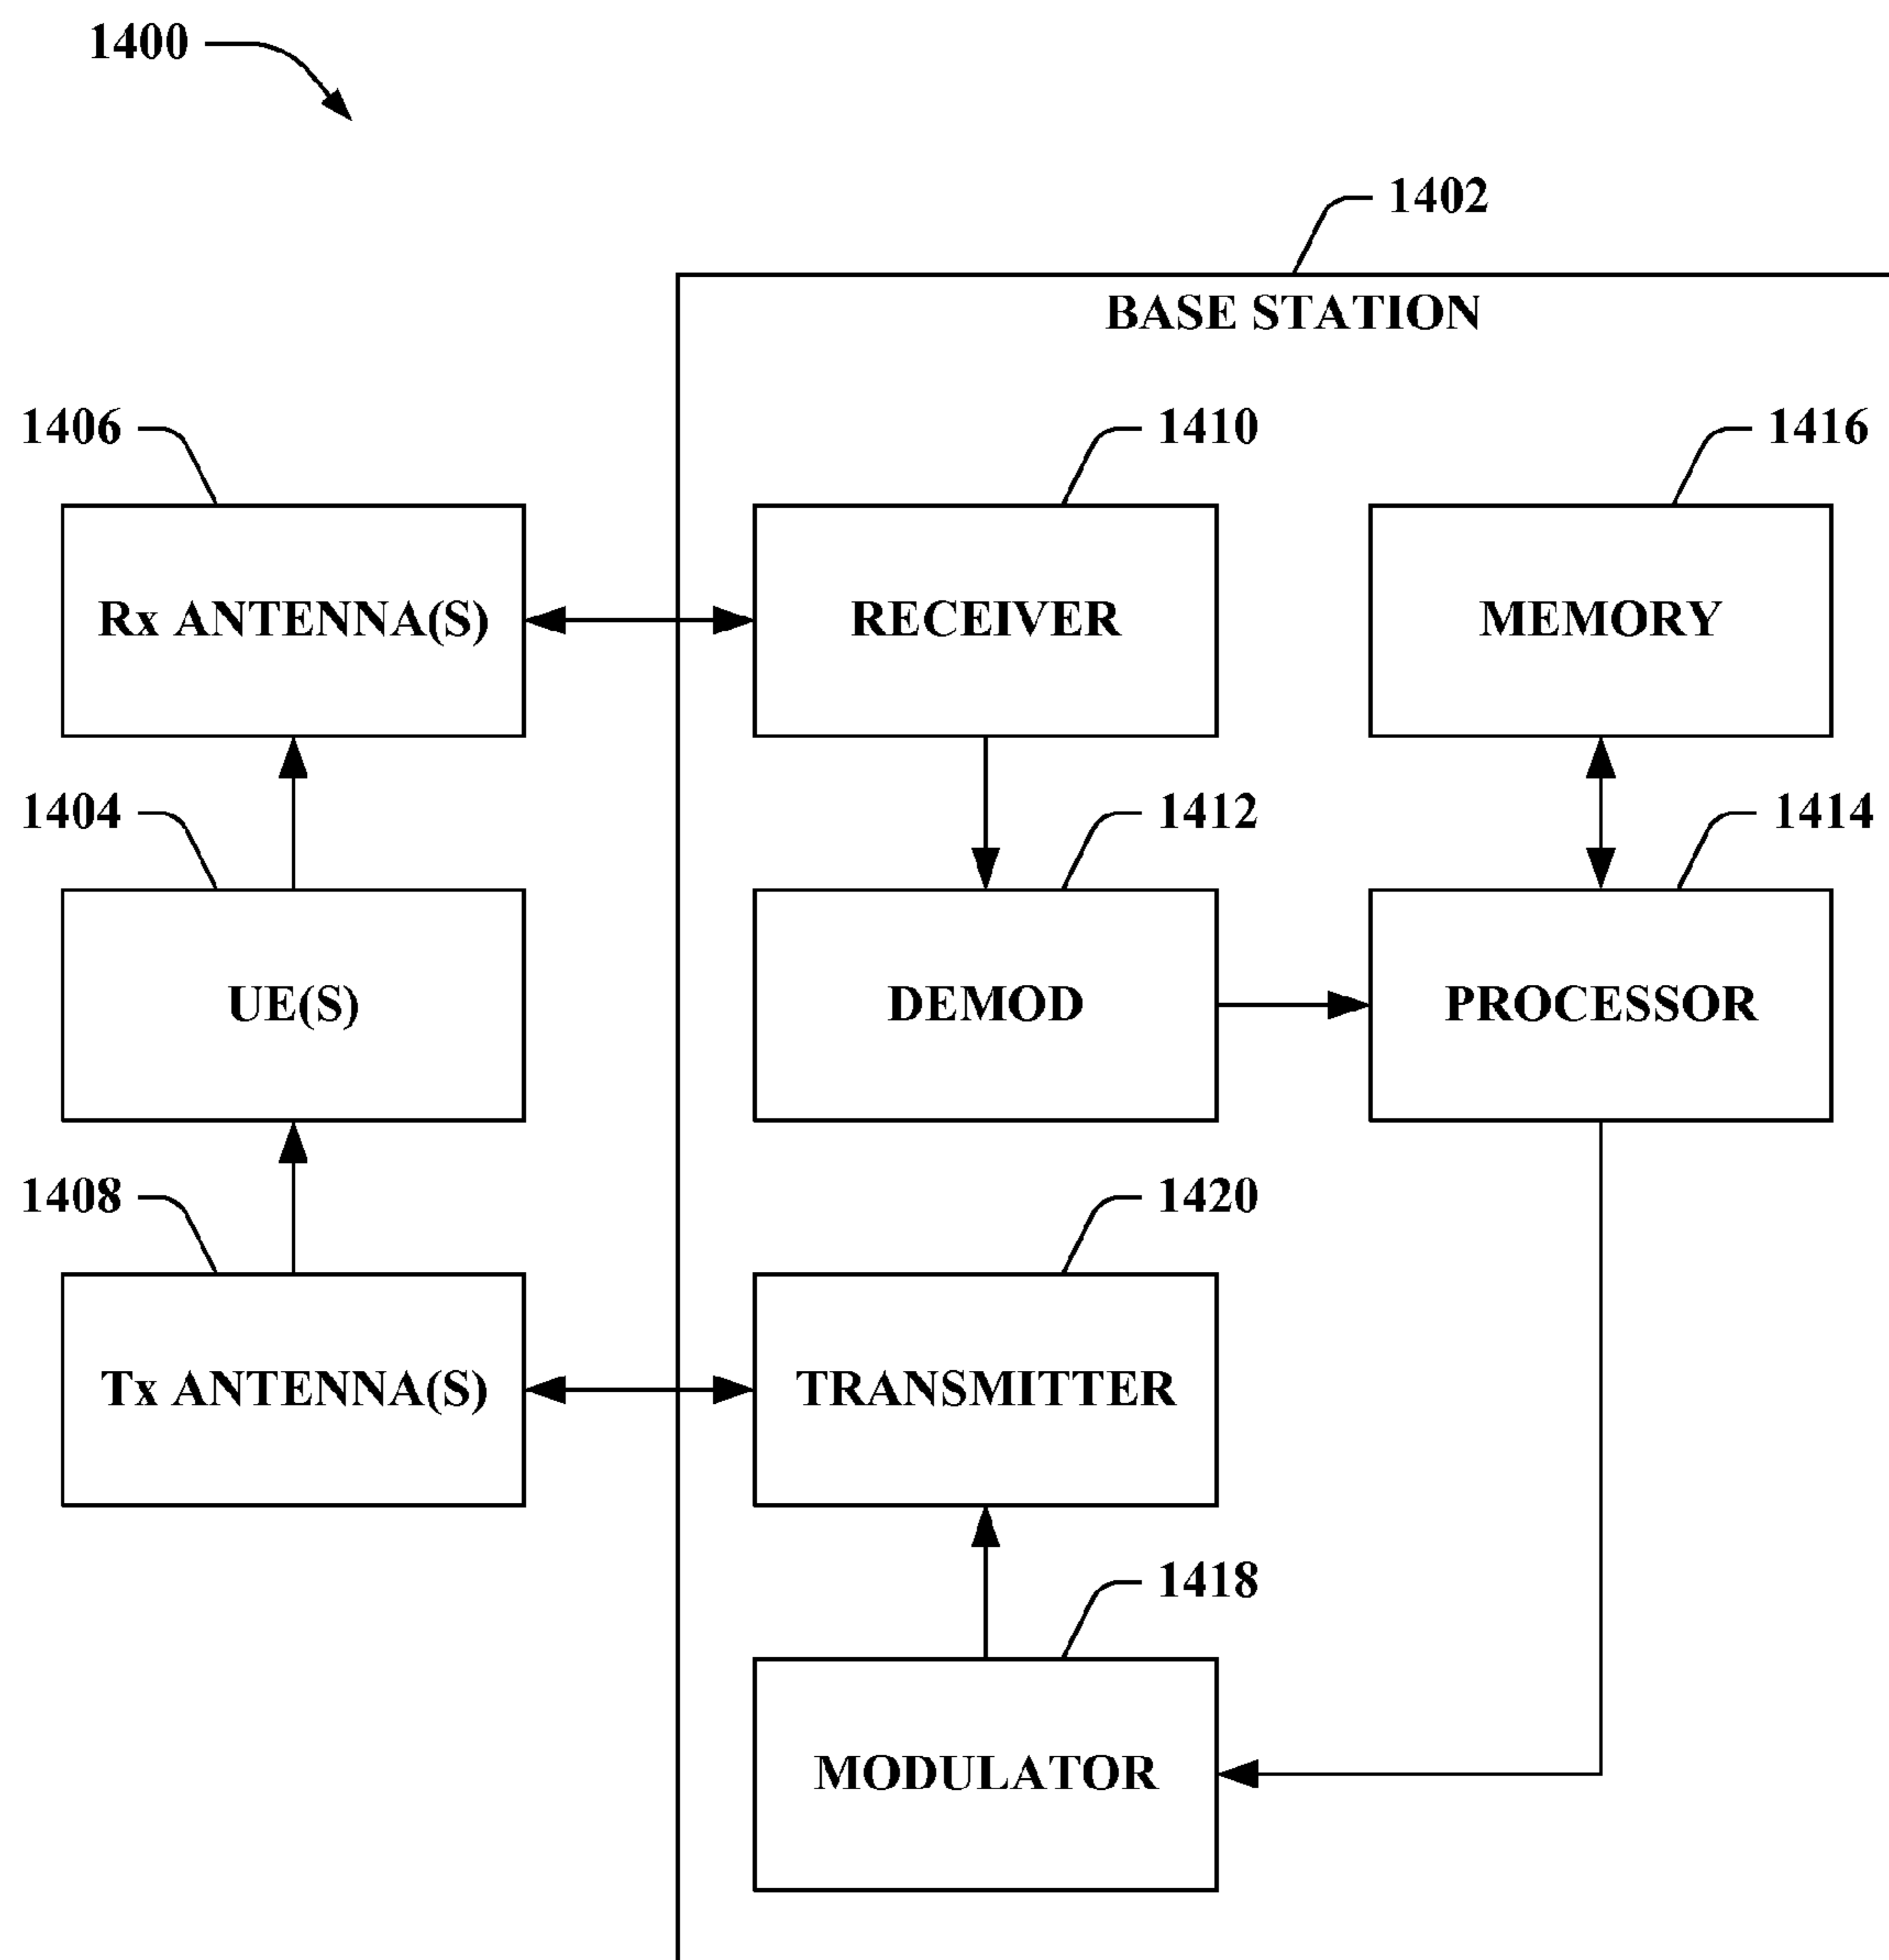 1400
1402
BASE STATION
1406
1410
1416
Rx ANTENNA(S)
RECEIVER
MEMORY
1404
1412
1414
UE(S)
DEMOD
PROCESSOR
1408
1420
Tx ANTENNA(S)
TRANSMITTER
1418
MODULATOR